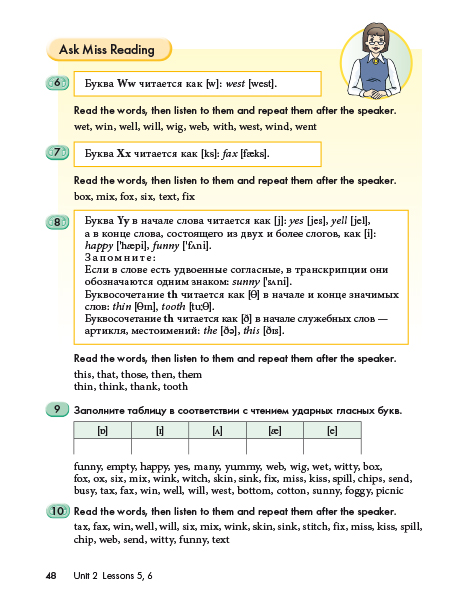 Ask Miss Reading
6
Буква Ww читается как [w]: west [west].
Read the words, then listen to them and repeat them after the speaker.
wet, win, well, will, wig, web, with, west, wind, went
7
Буква Xx читается как [ks]: fax [fæks].
Read the words, then listen to them and repeat them after the speaker.
box, mix, fox, six, text, fix
8
Буква Yy в начале слова читается как [j]: yes [jes], yell [jel],
а в конце слова, состоящего из двух и более слогов, как [i]:
happy ['hæpi], funny ['fʌni].
Запомните:
Если в слове есть удвоенные согласные, в транскрипции они
обозначаются одним знаком: sunny ['sʌni].
Буквосочетание th читается как [θ] в начале и конце значимых
слов: thin [θɪn], tooth [tu:θ].
Буквосочетание th читается как [ð] в начале служебных слов —
артикля, местоимений: the [ðə], this [ðɪs].
Read the words, then listen to them and repeat them after the speaker.
this, that, those, then, them
thin, think, thank, tooth
9 Заполните таблицу в соответствии с чтением ударных гласных букв.
[ɒ] [ɪ] [ʌ] [æ] [e]
funny, empty, happy, yes, many, yummy, web, wig, wet, witty, box,
fox, ox, six, mix, wink, witch, skin, sink, fix, miss, kiss, spill, chips, send,
busy, tax, fax, win, well, will, west, bottom, cotton, sunny, foggy, picnic
10 Read the words, then listen to them and repeat them after the speaker.
tax, fax, win, well, will, six, mix, wink, skin, sink, stitch, fix, miss, kiss, spill,
chip, web, send, witty, funny, text
48 Unit 2 Lessons 5, 6